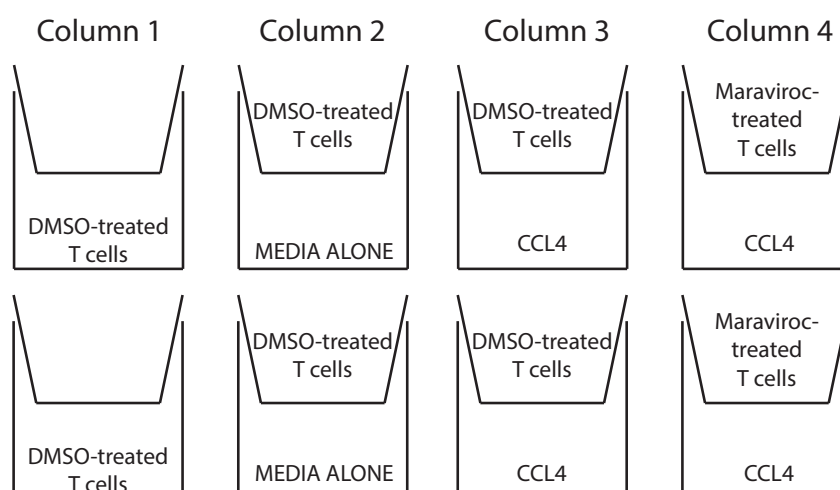 Column 1
Column 2
Column 3
Column 4
DMSO-treated
T cells
DMSO-treated
T cells
MEDIA ALONE
DMSO-treated
T cells
CCL4
Maraviroc-
treated
T cells
CCL4
DMSO-treated
T cells
DMSO-treated
T cells
MEDIA ALONE
DMSO-treated
T cells
CCL4
Maraviroc-
treated
T cells
CCL4